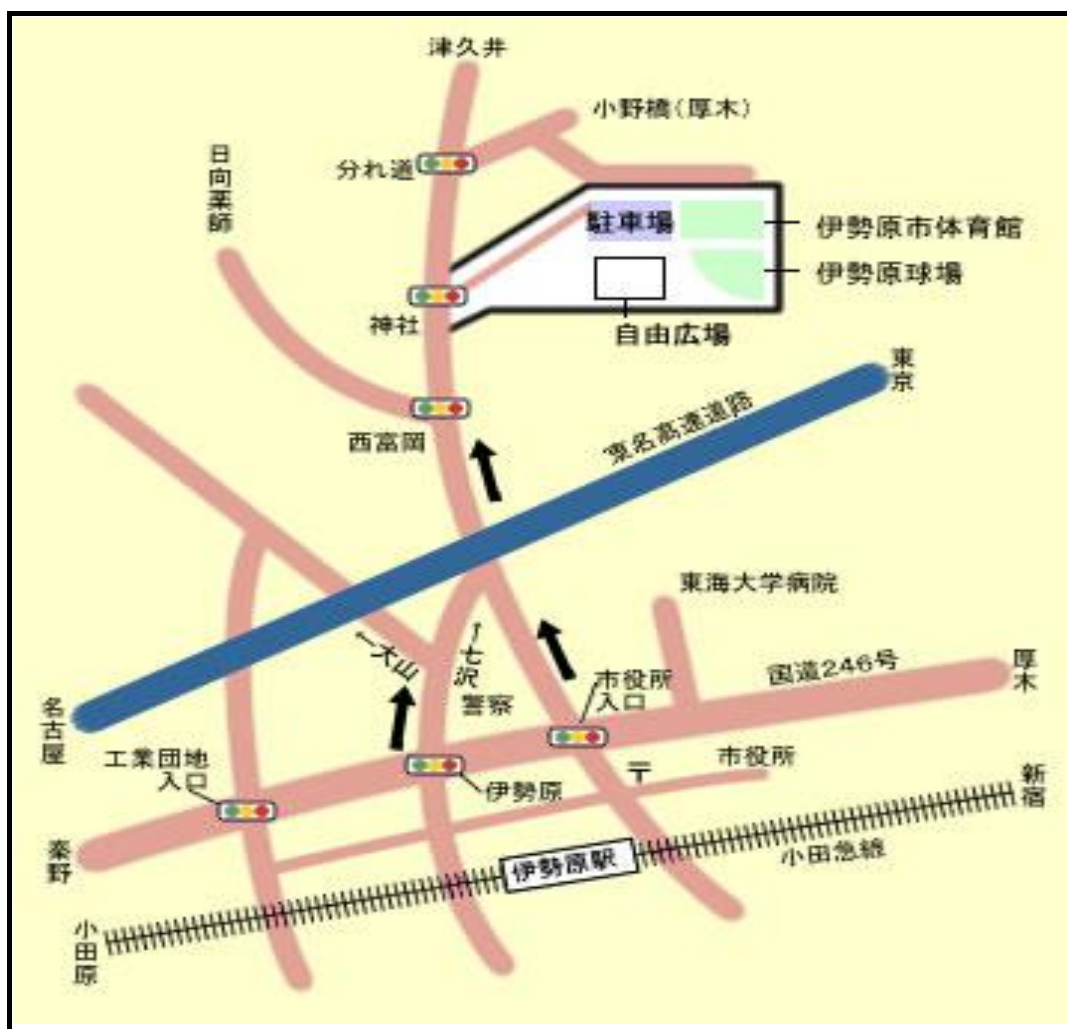 津久井
小野橋(厚木)
分れ道
日向薬師
駐車場
伊勢原市体育館
伊勢原球場
神社
自由広場
東京
西富岡
東名高速道路
東海大学病院
←大山
←七沢
国道246号
厚木
市役所
入口
警察
名古屋
工業団地
入口
伊勢原
〒
市役所
新宿
秦野
伊勢原駅
小田急線
小田原